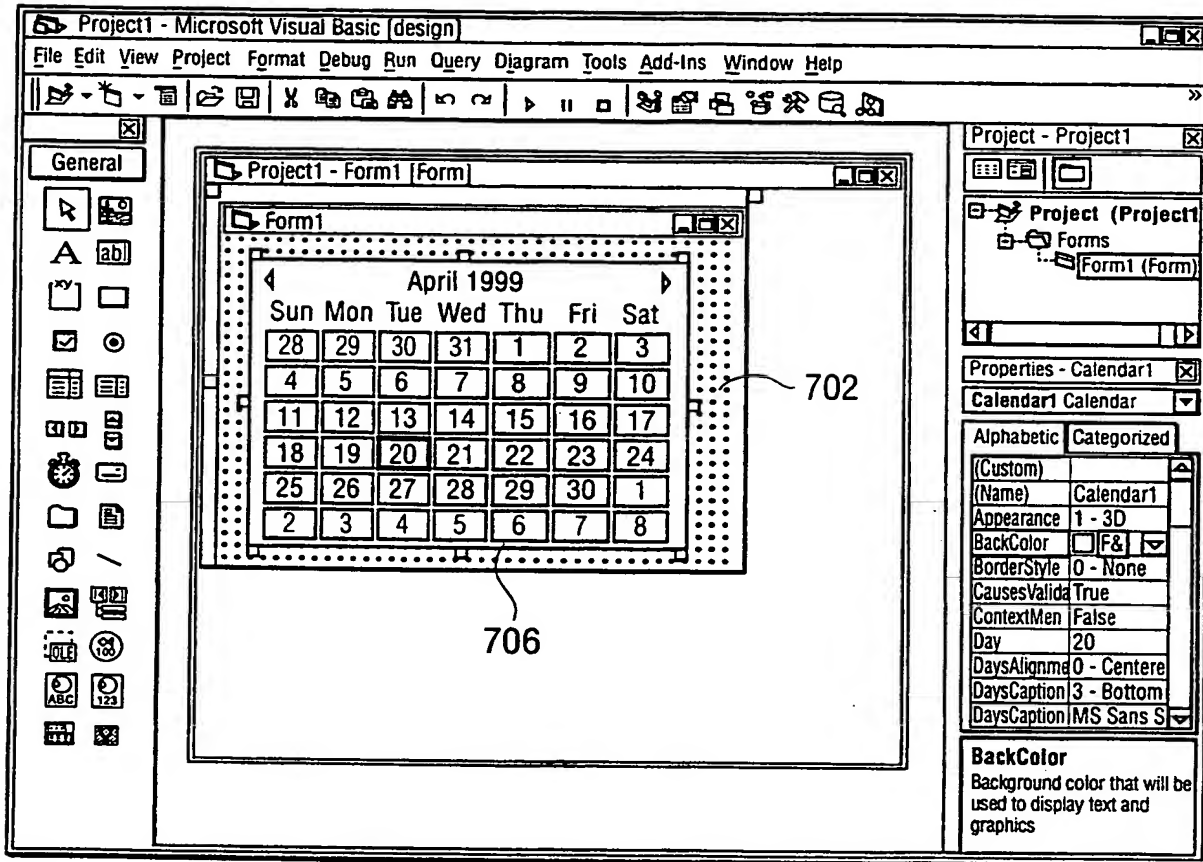 Project1 - Microsoft Visual Basic [design]
File Edit View Project Format Debug Run Query Diagram Tools Add-Ins Window Help
»
General
A
ab
xy
OLE
100
ABC
123
Project1 - Form1 [Form]
Form1
April 1999
Sun Mon Tue Wed Thu Fri Sat
28 29 30 31 1 2 3
4 5 6 7 8 9 10
11 12 13 14 15 16 17
18 19 20 21 22 23 24
25 26 27 28 29 30 1
2 3 4 5 6 7 8
702
706
Project - Project1
Project (Project1
Forms
Form1 (Form)
Properties - Calendar1
Calendar1 Calendar
Alphabetic Categorized
(Custom)
(Name) Calendar1
Appearance 1 - 3D
BackColor F&
BorderStyle 0 - None
CausesValida True
ContextMen False
Day 20
DaysAlignme 0 - Centere
DaysCaption 3 - Bottom
DaysCaption MS Sans S
BackColor
Background color that will be
used to display text and
graphics